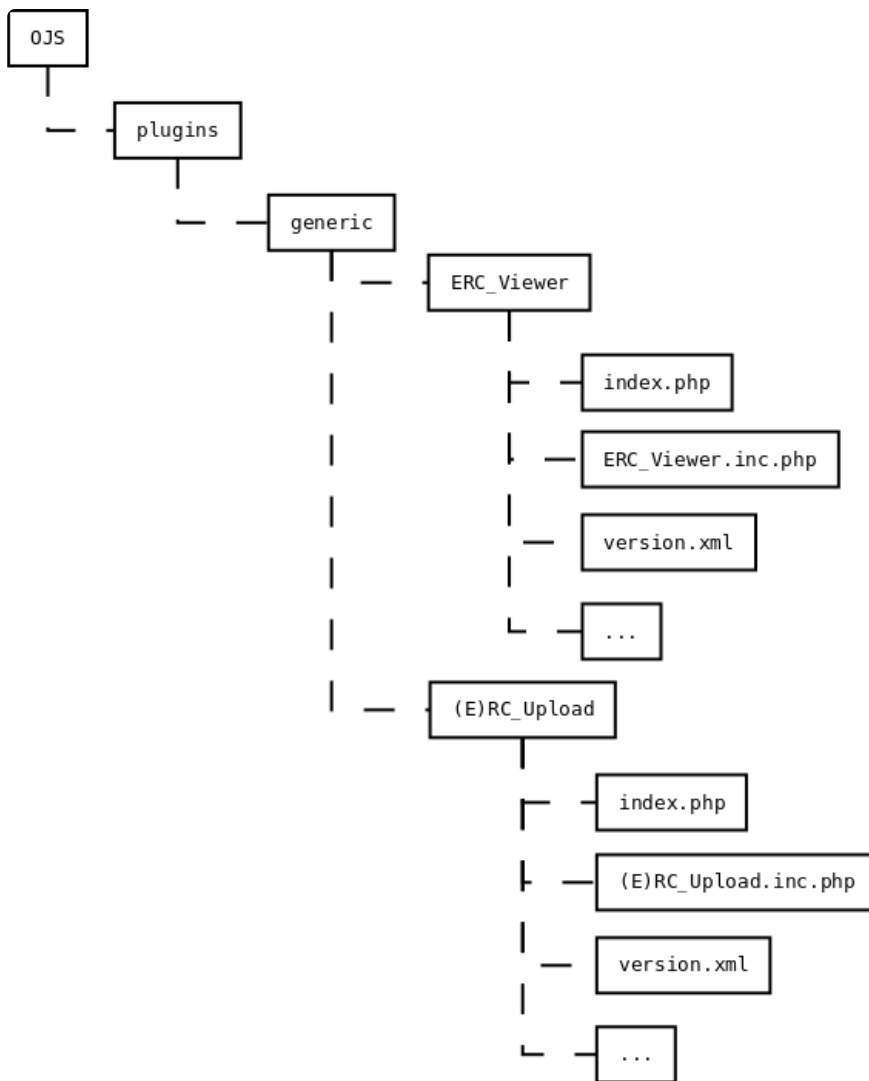 OJS
plugins
generic
ERC_Viewer
index.php
ERC_Viewer.inc.php
version.xml
...
(E)RC_Upload
index.php
(E)RC_Upload.inc.php
version.xml
...